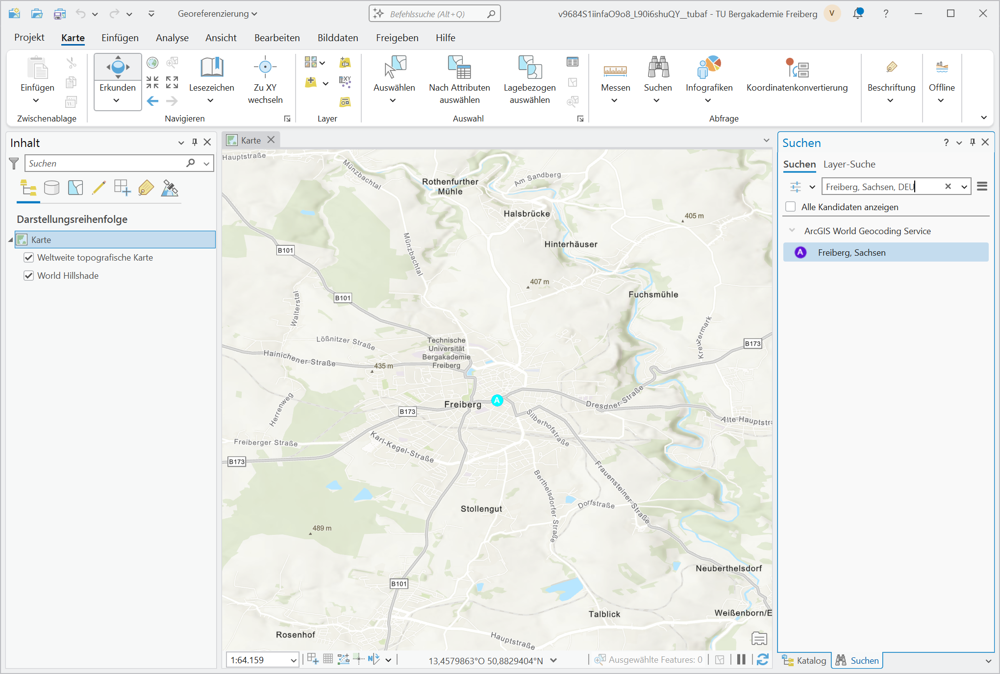 Georeferenzierung
Befehlssuche (Alt+Q)
v9684S1iinfaO9o8_L90i6shuQY__tubaf - TU Bergakademie Freiberg
V
?
Projekt
Karte
Einfügen
Analyse
Ansicht
Bearbeiten
Bilddaten
Freigeben
Hilfe
Einfügen
Erkunden
Lesezeichen
Zu XY
wechseln
XY
Auswählen
Nach Attributen
auswählen
Lagebezogen
auswählen
Messen
Suchen
Infografiken
Koordinatenkonvertierung
Beschriftung
Offline
Zwischenablage
Navigieren
Layer
Auswahl
Abfrage
Inhalt
Suchen
Darstellungsreihenfolge
Karte
Weltweite topografische Karte
World Hillshade
Karte
Hauptstraße
Münzbachtal
Rothenfurther
Mühle
Am Sandberg
Halsbrücke
405 m
Hinterhäuser
Münzbachtal
B101
407 m
Fuchsmühle
B101
Walterstal
Kreuzermark
Lößnitzer Straße
Technische
Universität
Bergakademie
Freiberg
B173
Hainichener Straße
435 m
Herrenweg
Freiberg
A
Dresdner Straße
B173
Silberhofstraße
Alte Hauptstr
Karl-Kegel-Straße
Freiberger Straße
B173
Frauensteiner Straße
Berthelsdorfer Straße
Dorfstraße
Stollengut
489 m
Neuberthelsdorf
B101
Talblick
Weißenborn/E
Rosenhof
Hauptstraße
1:64.159
N
13,4579863°O 50,8829404°N
Ausgewählte Features: 0
Suchen
?
Suchen
Layer-Suche
Freiberg, Sachsen, DEU
Alle Kandidaten anzeigen
ArcGIS World Geocoding Service
A
Freiberg, Sachsen
Katalog
Suchen